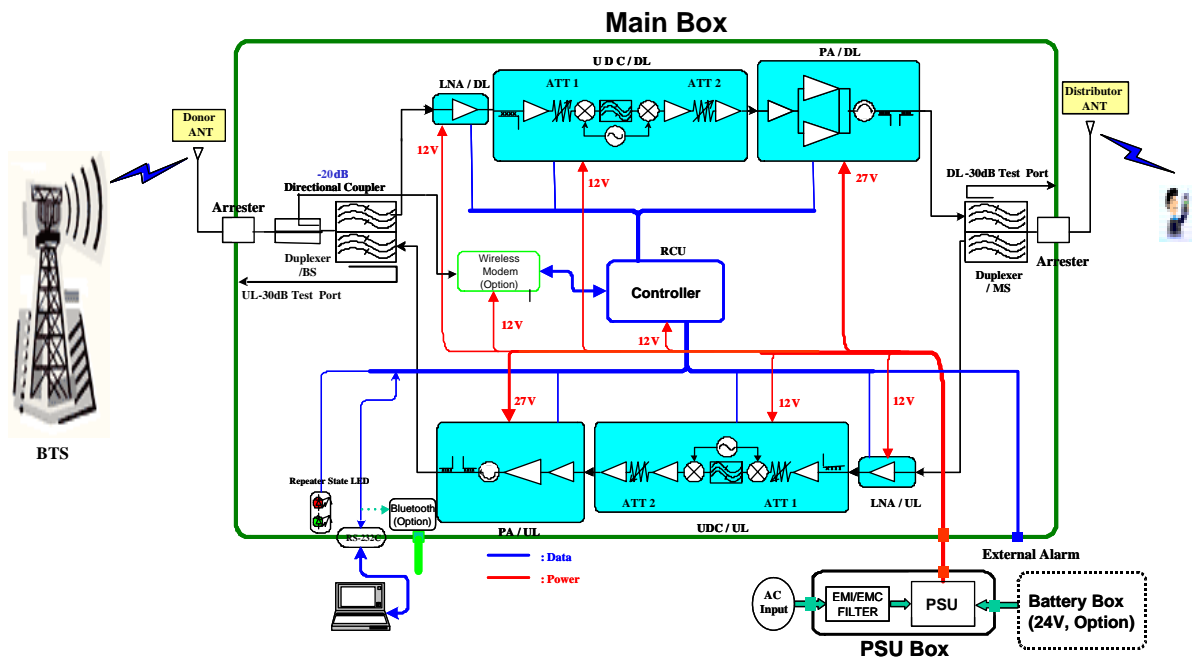 Main Box
U D C / DL
PA / DL
LNA / DL
ATT 1
ATT 2
Donor
ANT
Distributor
ANT
12V
12V
27V
-20dB
Directional Coupler
DL -30dB Test Port
Arrester
Duplexer
/BS
UL-30dB Test Port
Wireless
Modem
(Option)
RCU
Controller
Arrester
Duplexer
/ MS
12V
12V
27V
12V
12V
BTS
Repeater State LED
Bluetooth
(Option)
RS-232C
ATT 2
ATT 1
LNA / UL
PA / UL
UDC / UL
: Data
: Power
External Alarm
AC
Input
EMI/EMC
FILTER
PSU
Battery Box
(24V, Option)
PSU Box